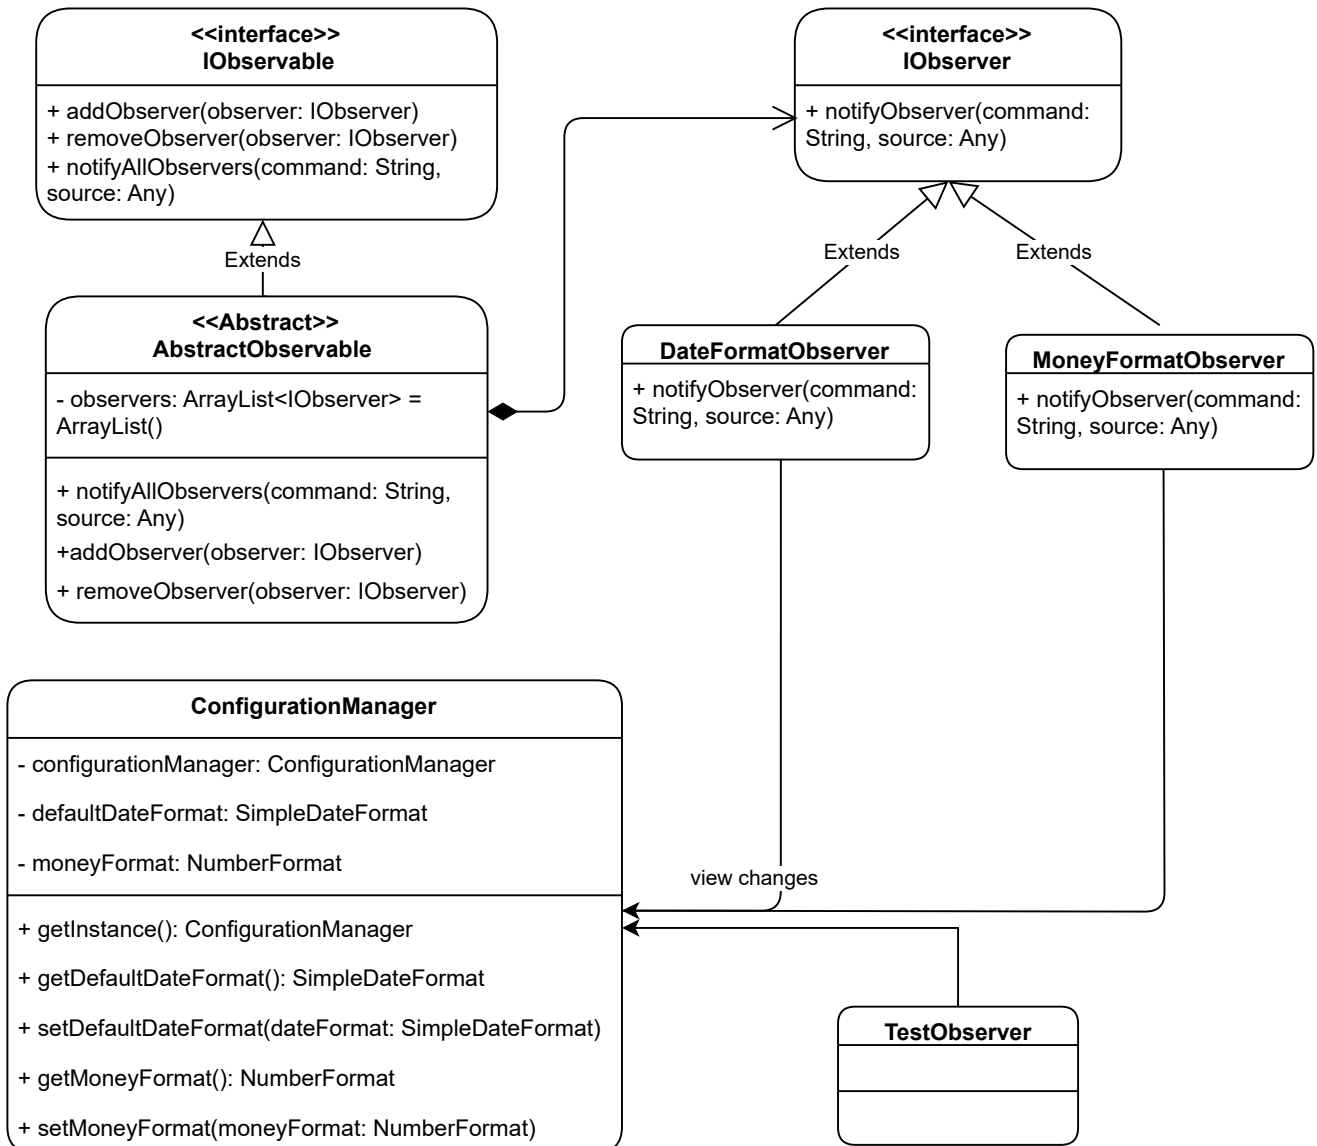 <<interface>>
IObservable
+ addObserver(observer: IObserver)
+ removeObserver(observer: IObserver)
+ notifyAllObservers(command: String,
source: Any)
<<interface>>
IObserver
+ notifyObserver(command:
String, source: Any)
Extends
Extends
Extends
<<Abstract>>
AbstractObservable
- observers: ArrayList<IObserver> =
ArrayList()
+ notifyAllObservers(command: String,
source: Any)
+addObserver(observer: IObserver)
+ removeObserver(observer: IObserver)
DateFormatObserver
+ notifyObserver(command:
String, source: Any)
MoneyFormatObserver
+ notifyObserver(command:
String, source: Any)
ConfigurationManager
- configurationManager: ConfigurationManager
- defaultDateFormat: SimpleDateFormat
- moneyFormat: NumberFormat
+ getInstance(): ConfigurationManager
+ getDefaultDateFormat(): SimpleDateFormat
+ setDefaultDateFormat(dateFormat: SimpleDateFormat)
+ getMoneyFormat(): NumberFormat
+ setMoneyFormat(moneyFormat: NumberFormat)
view changes
TestObserver